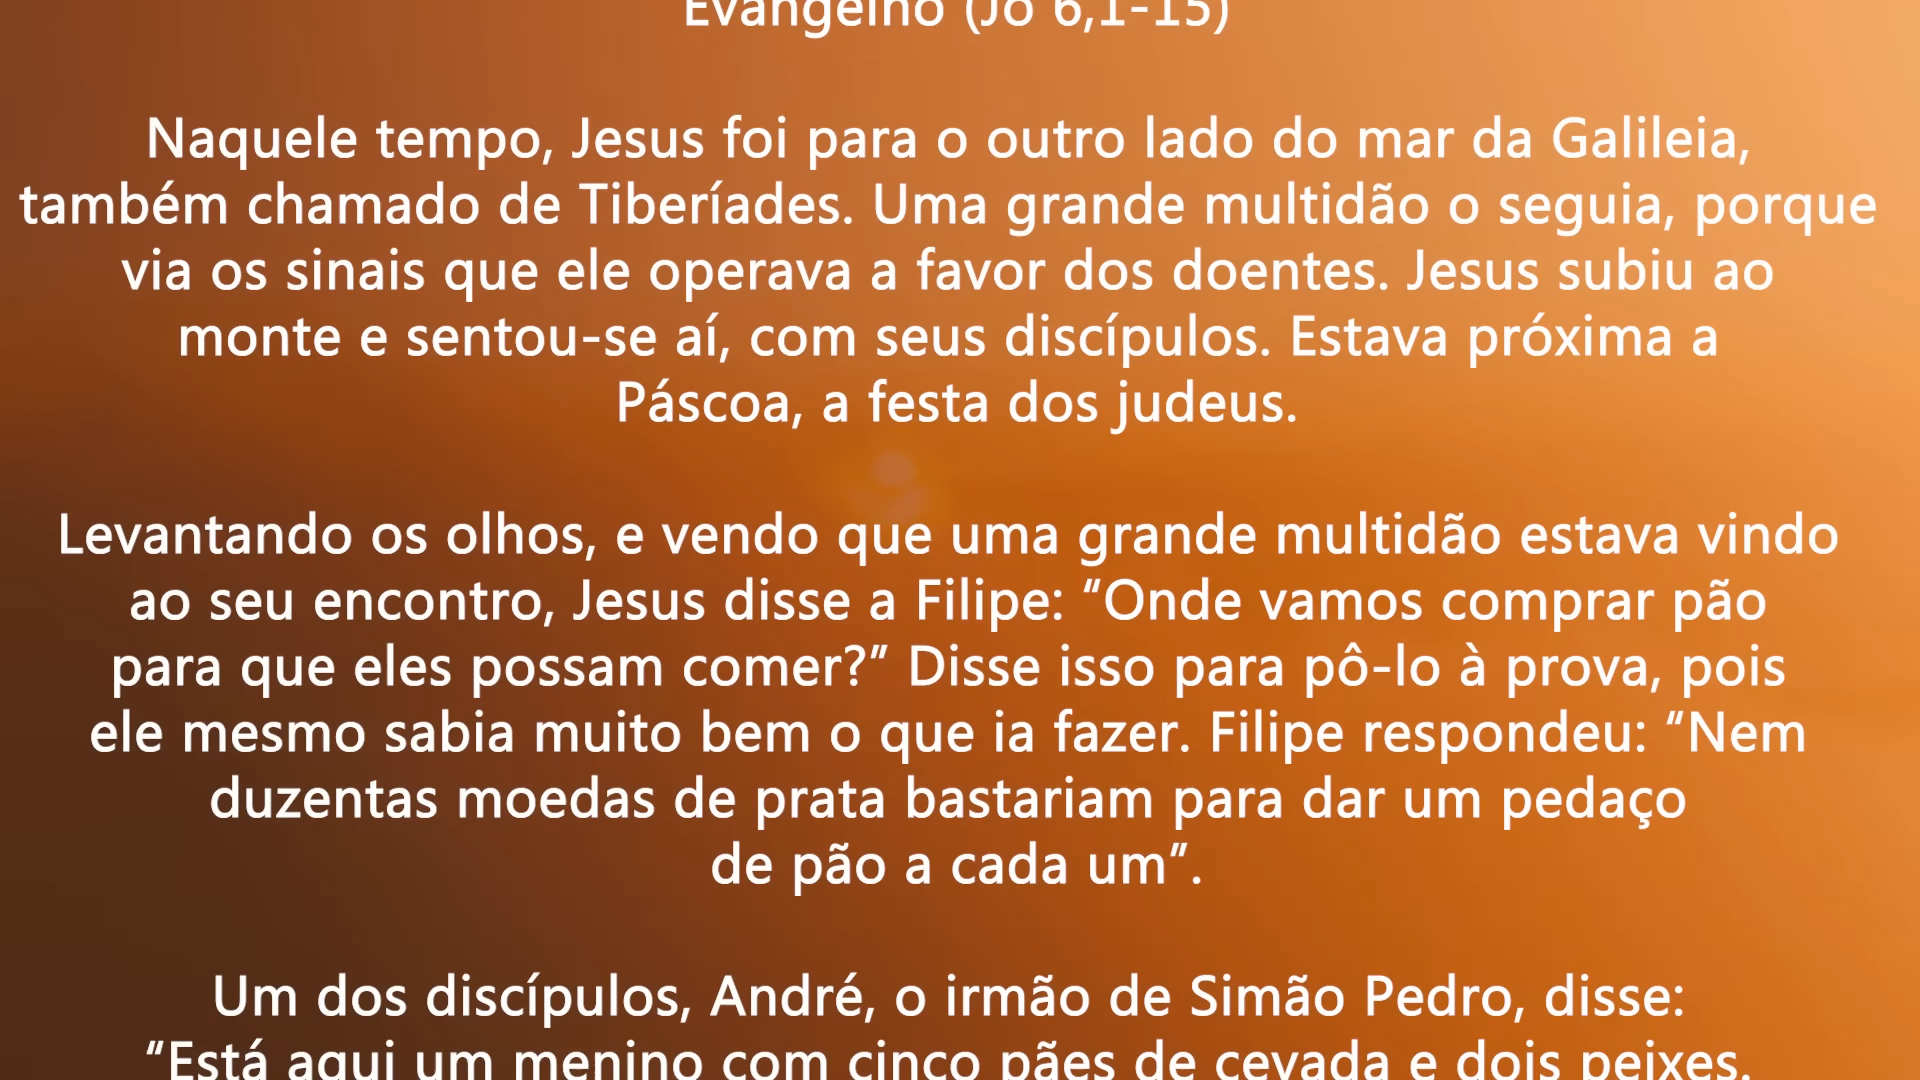 Evangelho (Jo 6,1-15)
Naquele tempo, Jesus foi para o outro lado do mar da Galileia,
também chamado de Tiberíades. Uma grande multidão o seguia, porque
via os sinais que ele operava a favor dos doentes. Jesus subiu ao
monte e sentou-se aí, com seus discípulos. Estava próxima a
Páscoa, a festa dos judeus.
Levantando os olhos, e vendo que uma grande multidão estava vindo
ao seu encontro, Jesus disse a Filipe: “Onde vamos comprar pão
para que eles possam comer?” Disse isso para pô-lo à prova, pois
ele mesmo sabia muito bem o que ia fazer. Filipe respondeu: “Nem
duzentas moedas de prata bastariam para dar um pedaço
de pão a cada um”.
Um dos discípulos, André, o irmão de Simão Pedro, disse:
“Está aqui um menino com cinco pães de cevada e dois peixes.